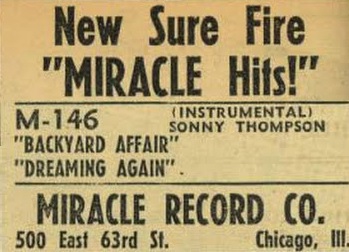 New Sure Fire
"MIRACLE Hits!"
M-146 (INSTRUMENTAL)
SONNY THOMPSON
"BACKYARD AFFAIR"
"DREAMING AGAIN".
MIRACLE RECORD CO.
500 East 63rd St. Chicago, Ill.